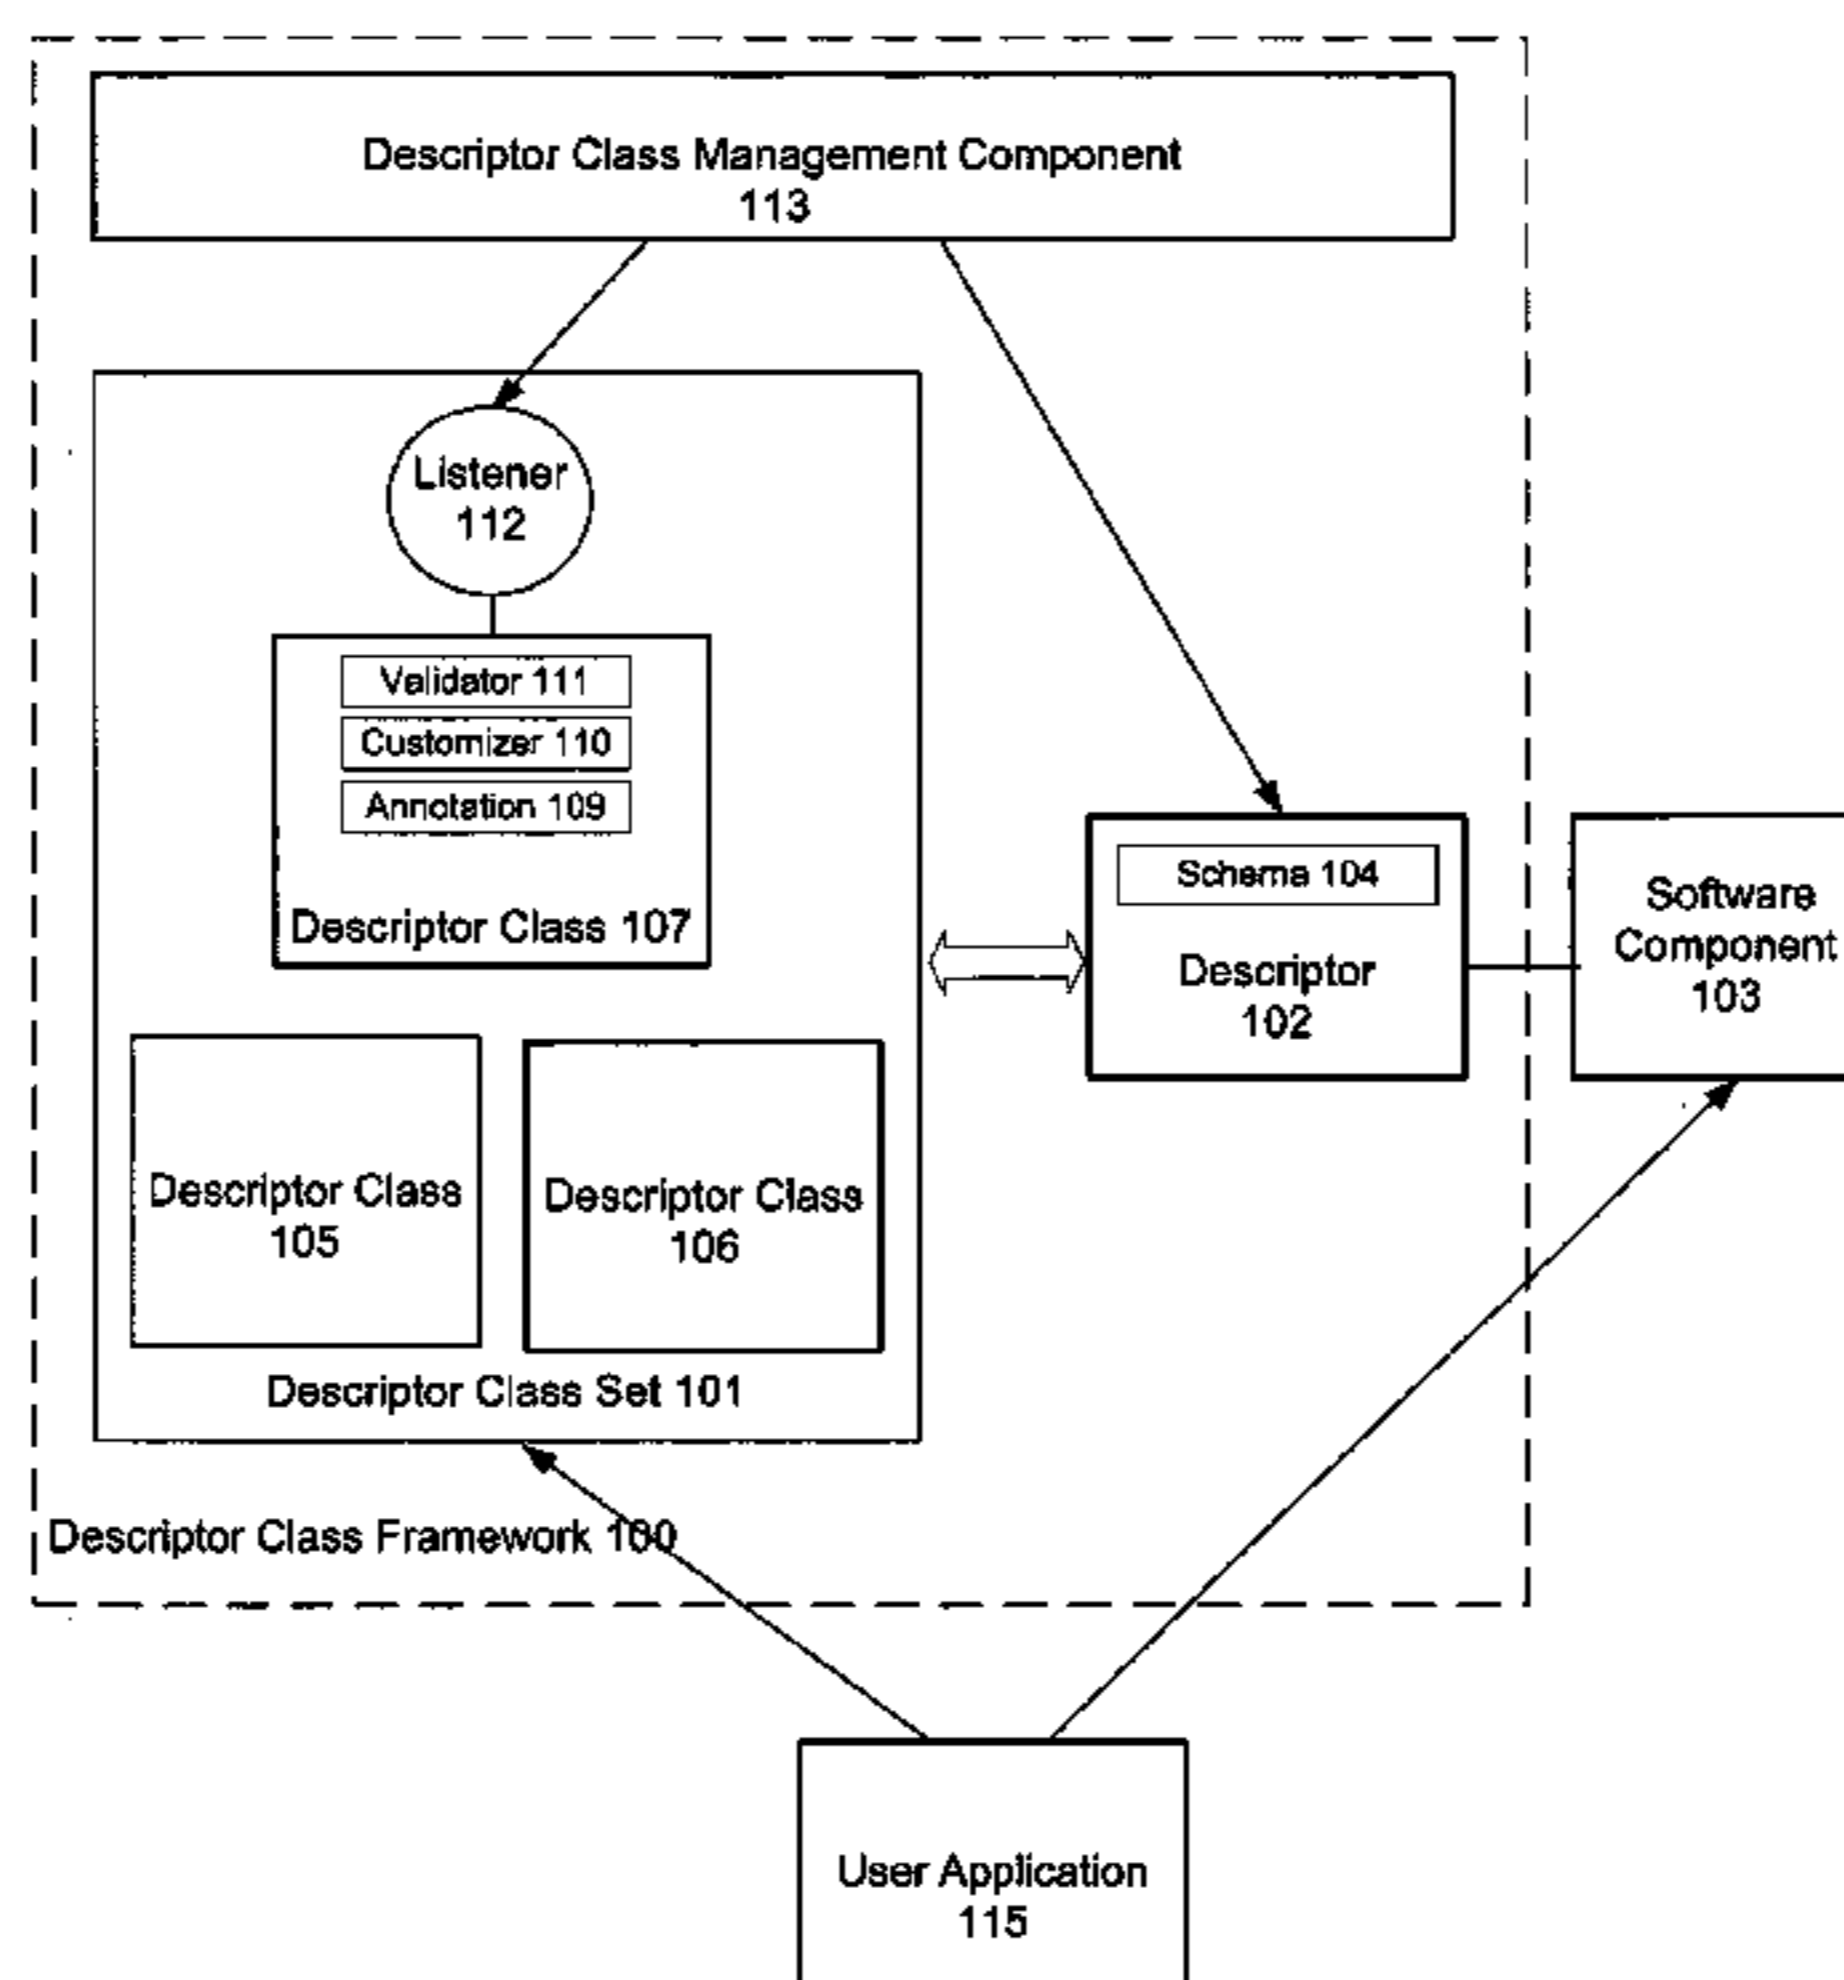 Descriptor Class Management Component
113
Listener
112
Validator 111
Customizer 110
Annotation 109
Descriptor Class 107
Schema 104
Descriptor
102
Software
Component
103
Descriptor Class
105
Descriptor Class
106
Descriptor Class Set 101
Descriptor Class Framework 100
User Application
115